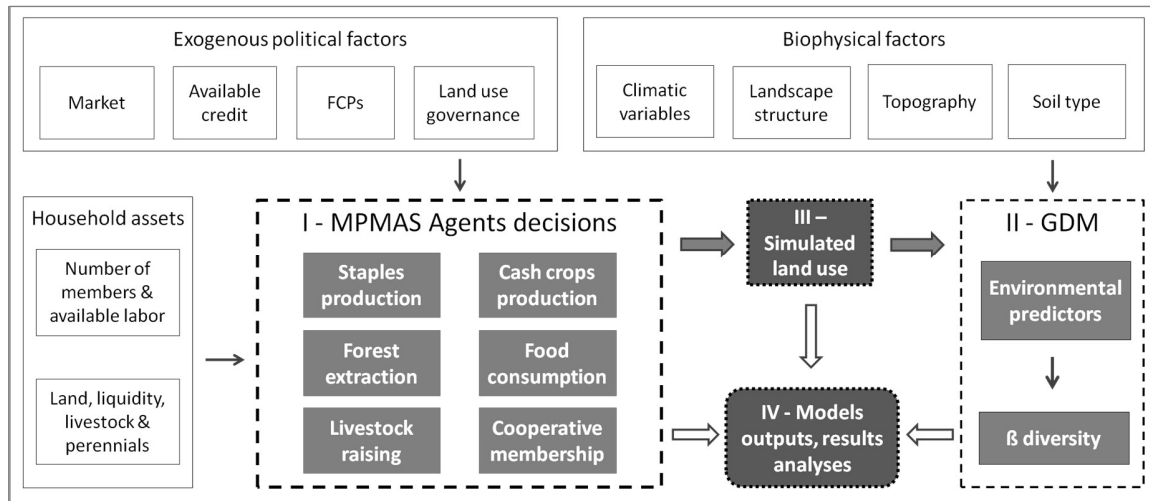 Exogenous political factors
Market
Available
credit
FCPs
Land use
governance
Biophysical factors
Climatic
variables
Landscape
structure
Topography
Soil type
Household assets
Number of
members &
available labor
Land, liquidity,
livestock &
perennials
I - MPMAS Agents decisions
Staples
production
Cash crops
production
Forest
extraction
Food
consumption
Livestock
raising
Cooperative
membership
III –
Simulated
land use
IV - Models
outputs, results
analyses
II - GDM
Environmental
predictors
ß diversity